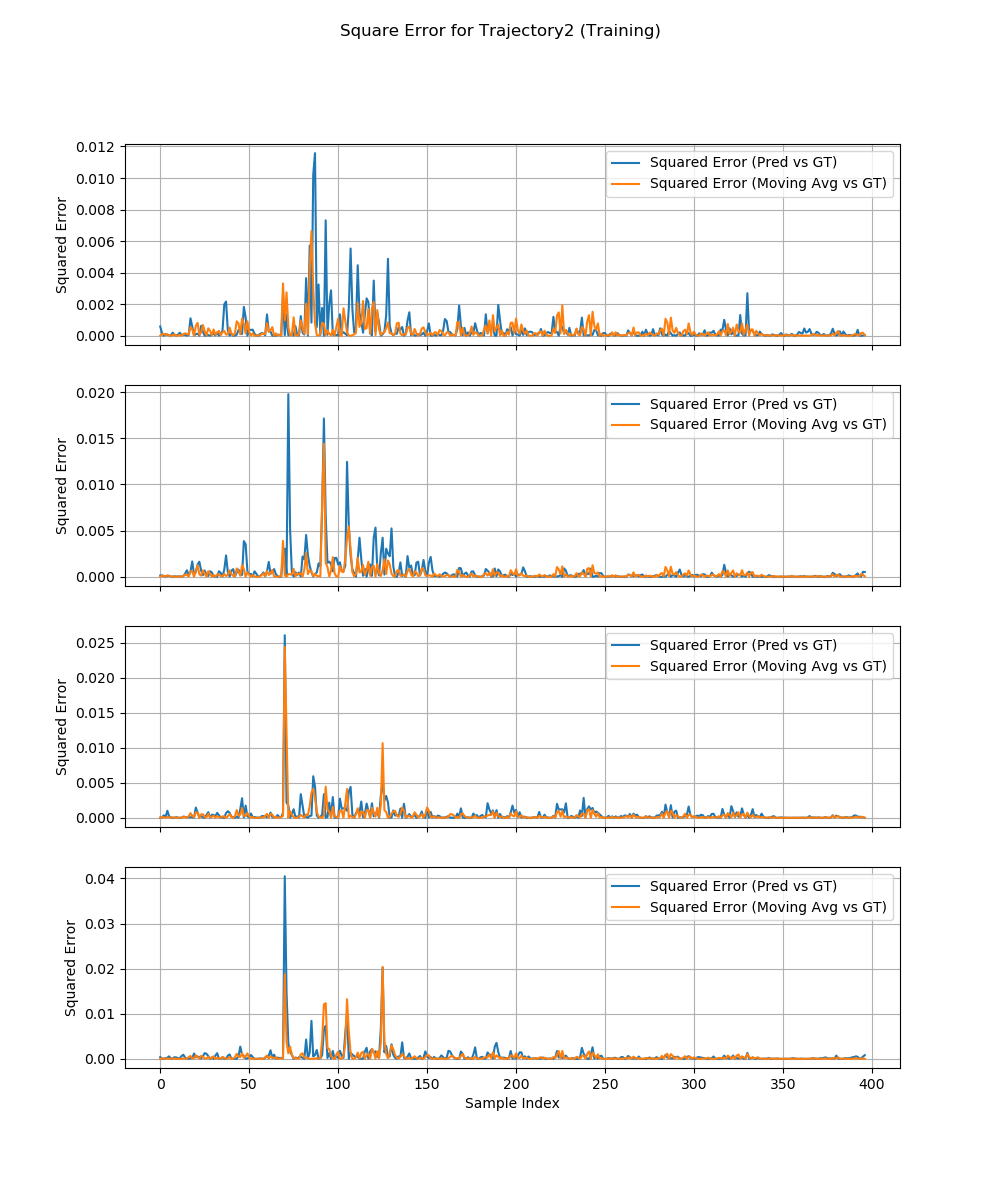 Square Error for Trajectory2 (Training)
0.012
0.010
0.008
0.006
0.004
0.002
0.000
Squared Error
Squared Error (Pred vs GT)
Squared Error (Moving Avg vs GT)
0.020
0.015
0.010
0.005
0.000
Squared Error
Squared Error (Pred vs GT)
Squared Error (Moving Avg vs GT)
0.025
0.020
0.015
0.010
0.005
0.000
Squared Error
Squared Error (Pred vs GT)
Squared Error (Moving Avg vs GT)
0.04
0.03
0.02
0.01
0.00
Squared Error
Squared Error (Pred vs GT)
Squared Error (Moving Avg vs GT)
0 50 100 150 200 250 300 350 400
Sample Index